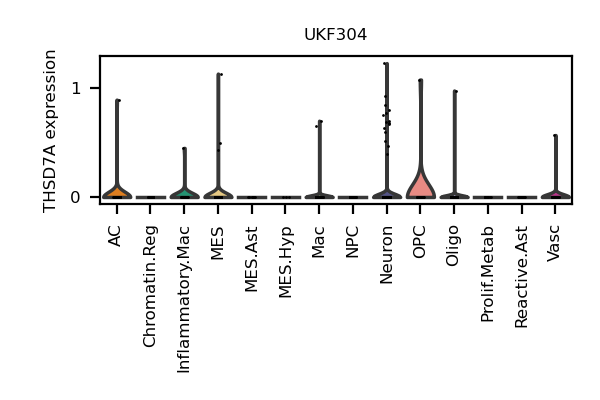 UKF304
THSD7A expression
1
0
AC
Chromatin.Reg
Inflammatory.Mac
MES
MES.Ast
MES.Hyp
Mac
NPC
Neuron
OPC
Oligo
Prolif.Metab
Reactive.Ast
Vasc